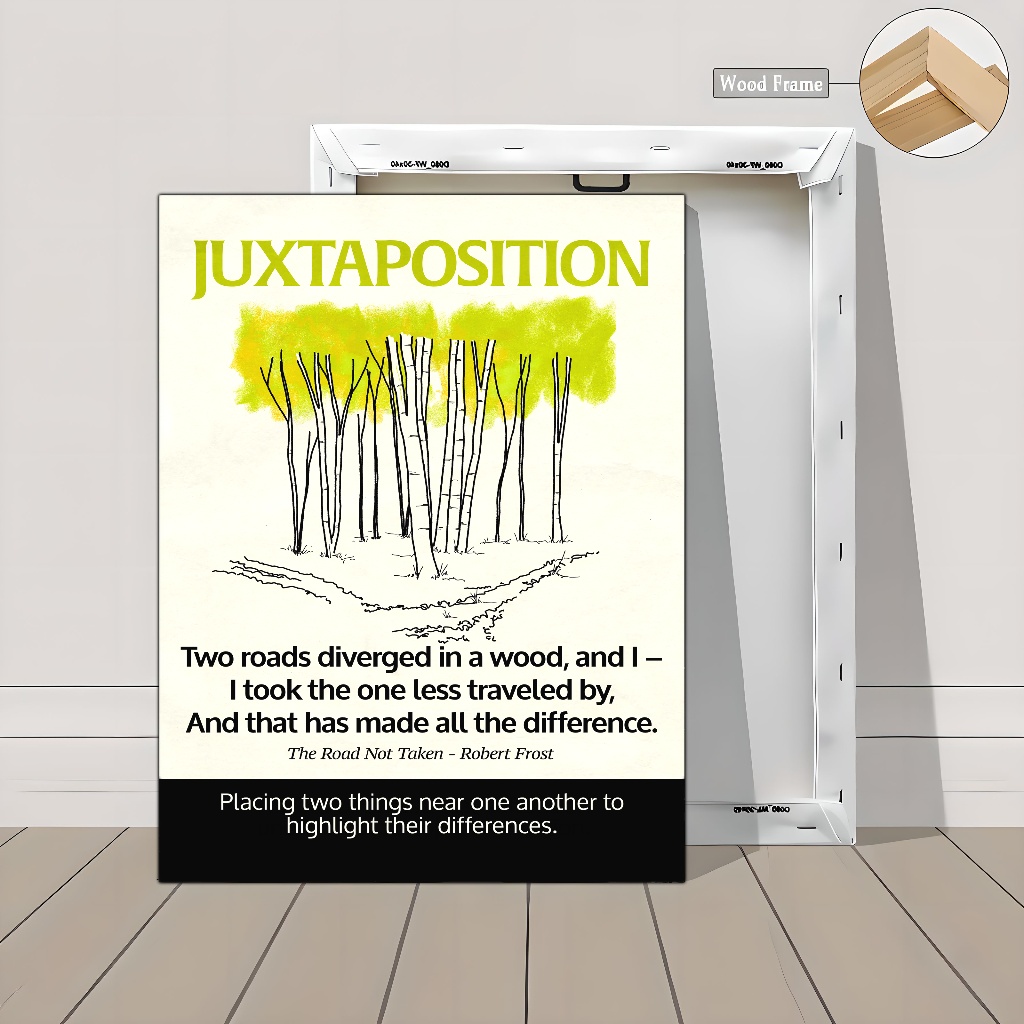 Wood Frame
JUXTAPOSITION
Two roads diverged in a wood, and I –
I took the one less traveled by,
And that has made all the difference.
The Road Not Taken - Robert Frost
Placing two things near one another to
highlight their differences.